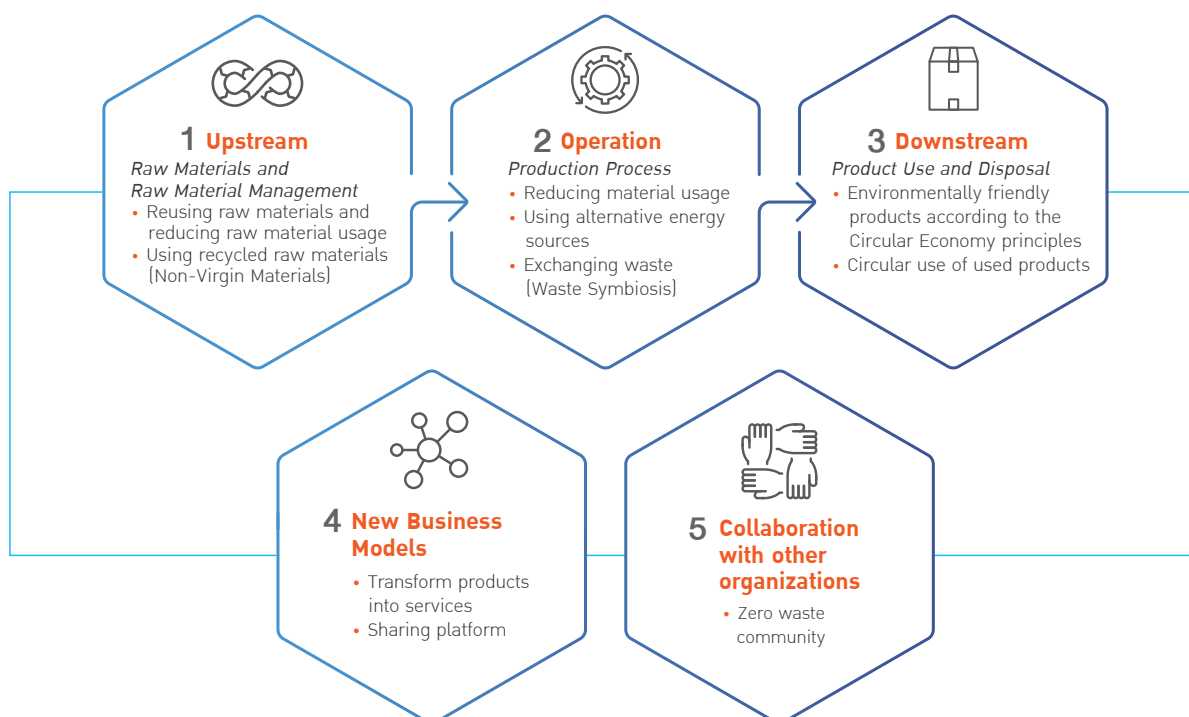 1 Upstream
Raw Materials and
Raw Material Management
• Reusing raw materials and
reducing raw material usage
• Using recycled raw materials
(Non-Virgin Materials)
2 Operation
Production Process
• Reducing material usage
• Using alternative energy
sources
• Exchanging waste
(Waste Symbiosis)
3 Downstream
Product Use and Disposal
• Environmentally friendly
products according to the
Circular Economy principles
• Circular use of used products
4 New Business
Models
• Transform products
into services
• Sharing platform
5 Collaboration
with other
organizations
• Zero waste
community